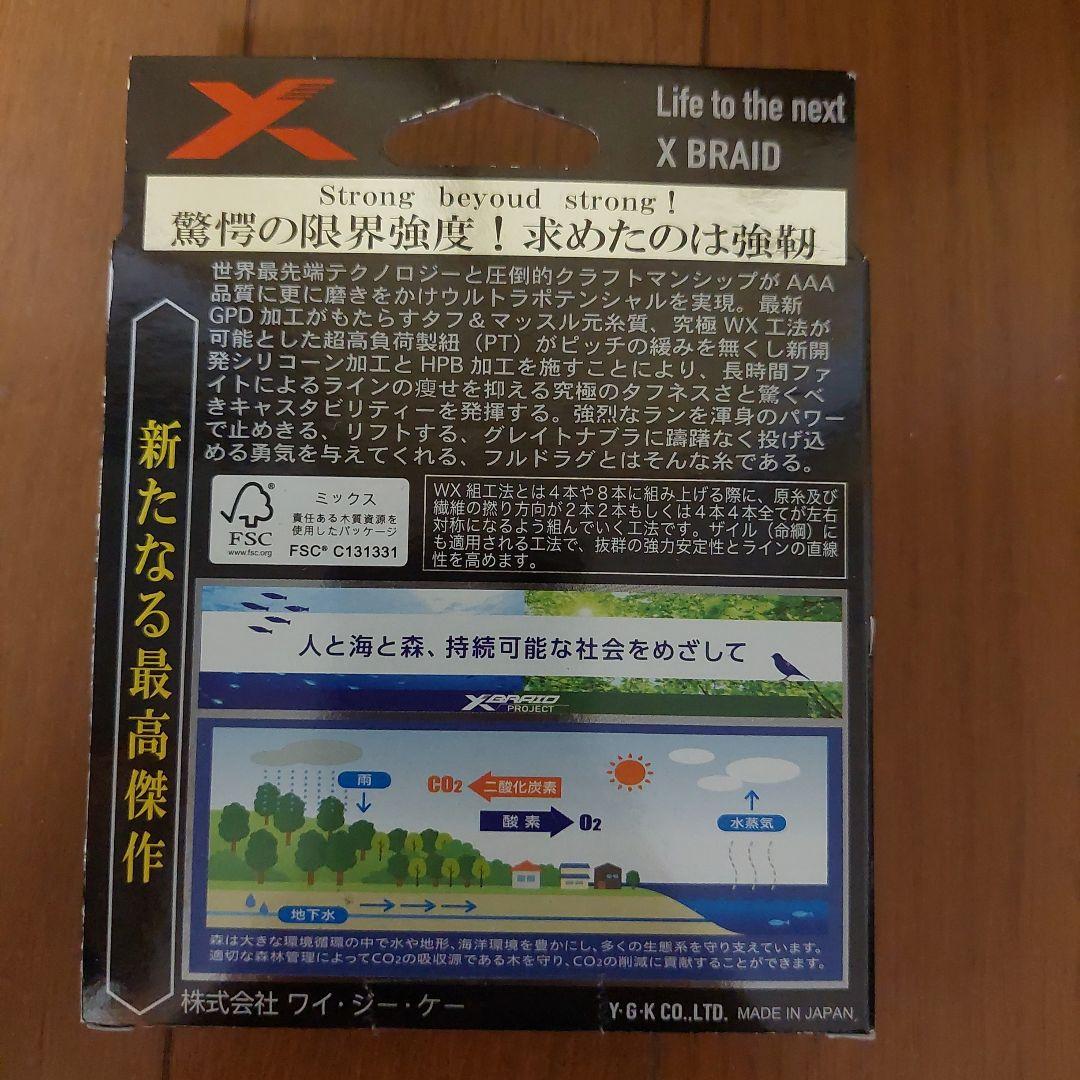 X
Life to the next
X BRAID
Strong beyoud strong!
驚愕の限界強度！求めたのは強靭
世界最先端テクノロジーと圧倒的クラフトマンシップがAAA
品質に更に磨きをかけウルトラポテンシャルを実現。最新
GPD加工がもたらすタフ＆マッスル元糸質、究極WX工法が
可能とした超高負荷製紐（PT）がピッチの緩みを無くし新開
発シリコーン加工とHPB加工を施すことにより、長時間ファ
イトによるラインの痩せを抑える究極のタフネスさと驚くべ
きキャスタビリティーを発揮する。強烈なランを渾身のパワー
で止めきる、リフトする、グレイトナブラに躊躇なく投げ込
める勇気を与えてくれる、フルドラグとはそんな糸である。
新たなる最高傑作
FSC®
www.fsc.org
ミックス
責任ある木質資源を
使用したパッケージ
FSC® C131331
WX組工法とは4本や8本に組み上げる際に、原糸及び
繊維の撚り方向が2本2本もしくは4本4本全てが左右
対称になるよう組んでいく工法です。ザイル（命綱）に
も適用される工法で、抜群の強力安定性とラインの直線
性を高めます。
人と海と森、持続可能な社会をめざして
X BRAID
PROJECT
雨
CO₂
二酸化炭素
酸素
O₂
水蒸気
地下水
森は大きな環境循環の中で水や地形、海洋環境を豊かにし、多くの生態系を守り支えています。
適切な森林管理によってCO₂の吸収源である木を守り、CO₂の削減に貢献することができます。
株式会社 ワイ・ジー・ケー
Y・G・K CO.,LTD. MADE IN JAPAN